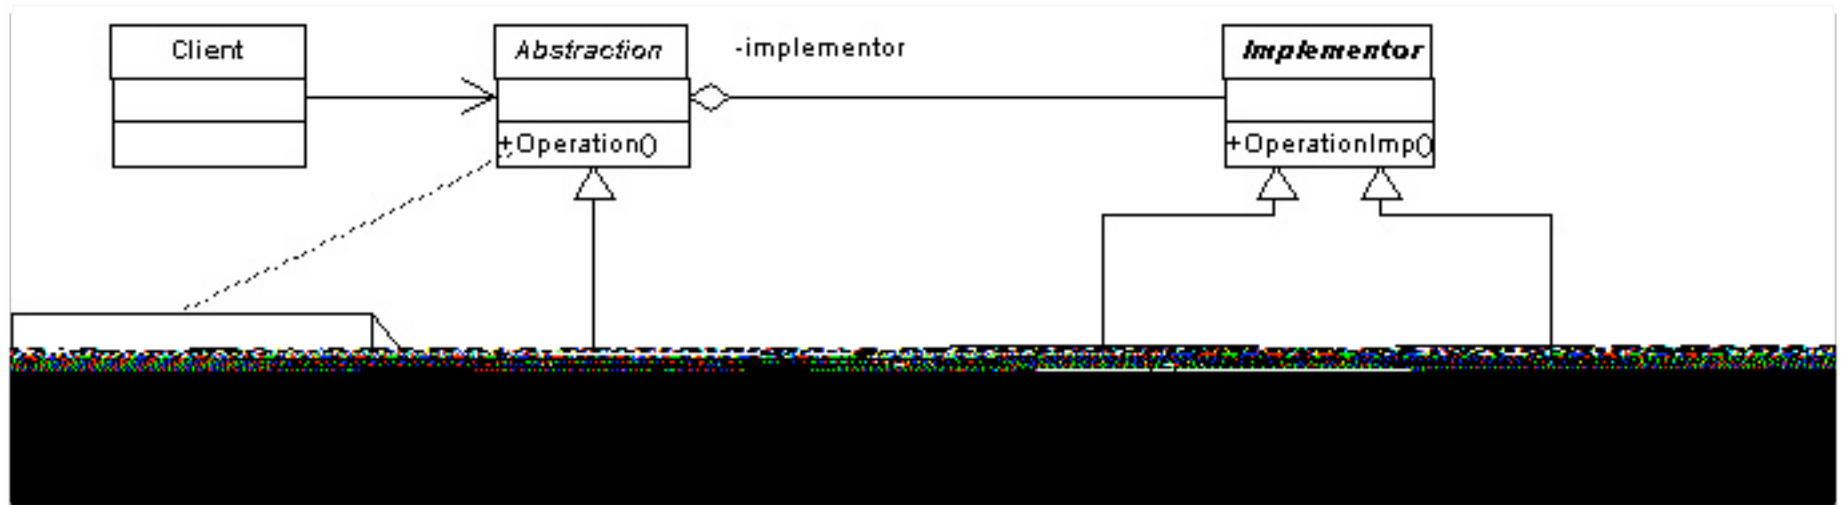 Client
Abstraction
-implementor
Implementor
+Operation()
+OperationImp()